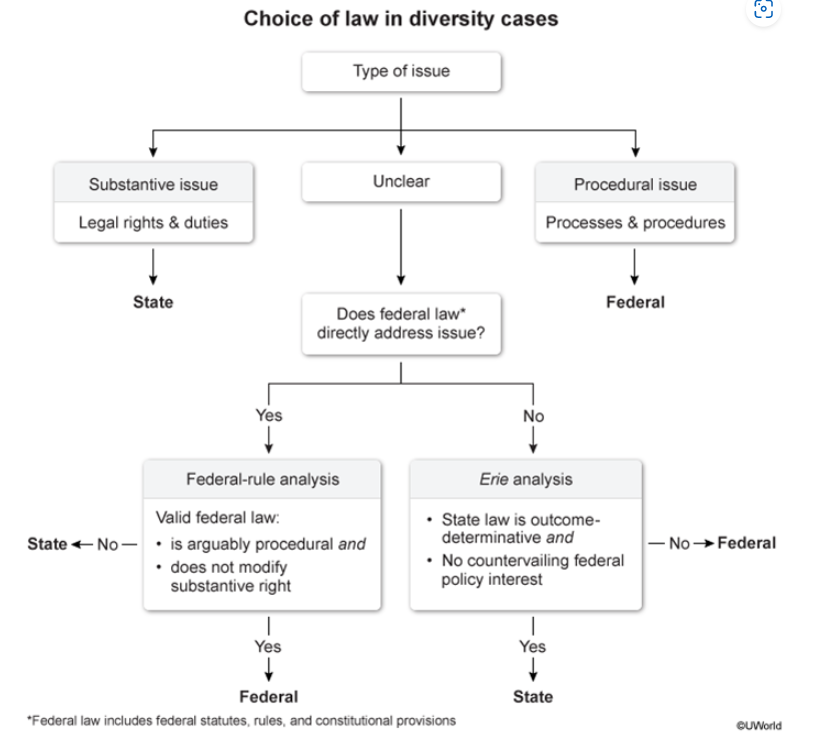 Choice of law in diversity cases
Type of issue
Substantive issue
Legal rights & duties
Unclear
Procedural issue
Processes & procedures
State
Federal
Does federal law*
directly address issue?
Yes
No
Federal-rule analysis
Valid federal law:
• is arguably procedural and
• does not modify
substantive right
State
No
Erie analysis
• State law is outcome-
determinative and
• No countervailing federal
policy interest
No
Federal
Yes
Yes
Federal
State
*Federal law includes federal statutes, rules, and constitutional provisions
©UWorld